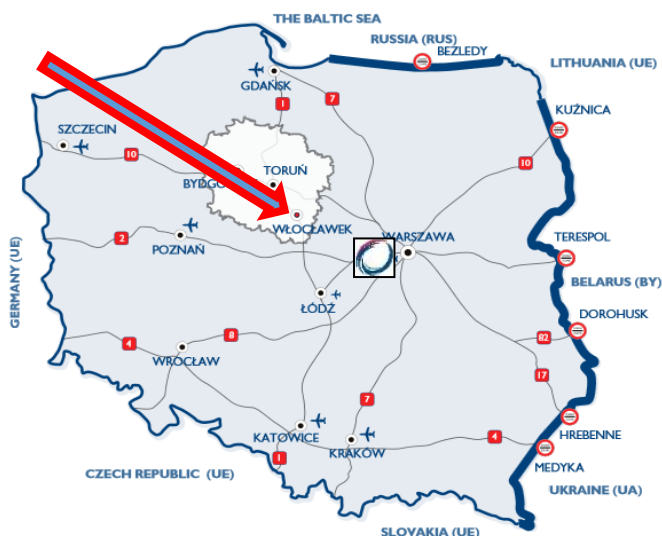 THE BALTIC SEA
RUSSIA (RUS)
BEZLEDY
LITHUANIA (UE)
GDAŃSK
1
7
KUŹNICA
SZCZECIN
10
10
TORUŃ
WŁOCŁAWEK
2
POZNAŃ
WARSZAWA
TERESPOL
GERMANY (UE)
BELARUS (BY)
ŁÓDŹ
DOROHUSK
4
8
82
WROCŁAW
17
7
KATOWICE
KRAKÓW
4
HREBENNE
1
MEDYKA
CZECH REPUBLIC (UE)
UKRAINE (UA)
SLOVAKIA (UE)